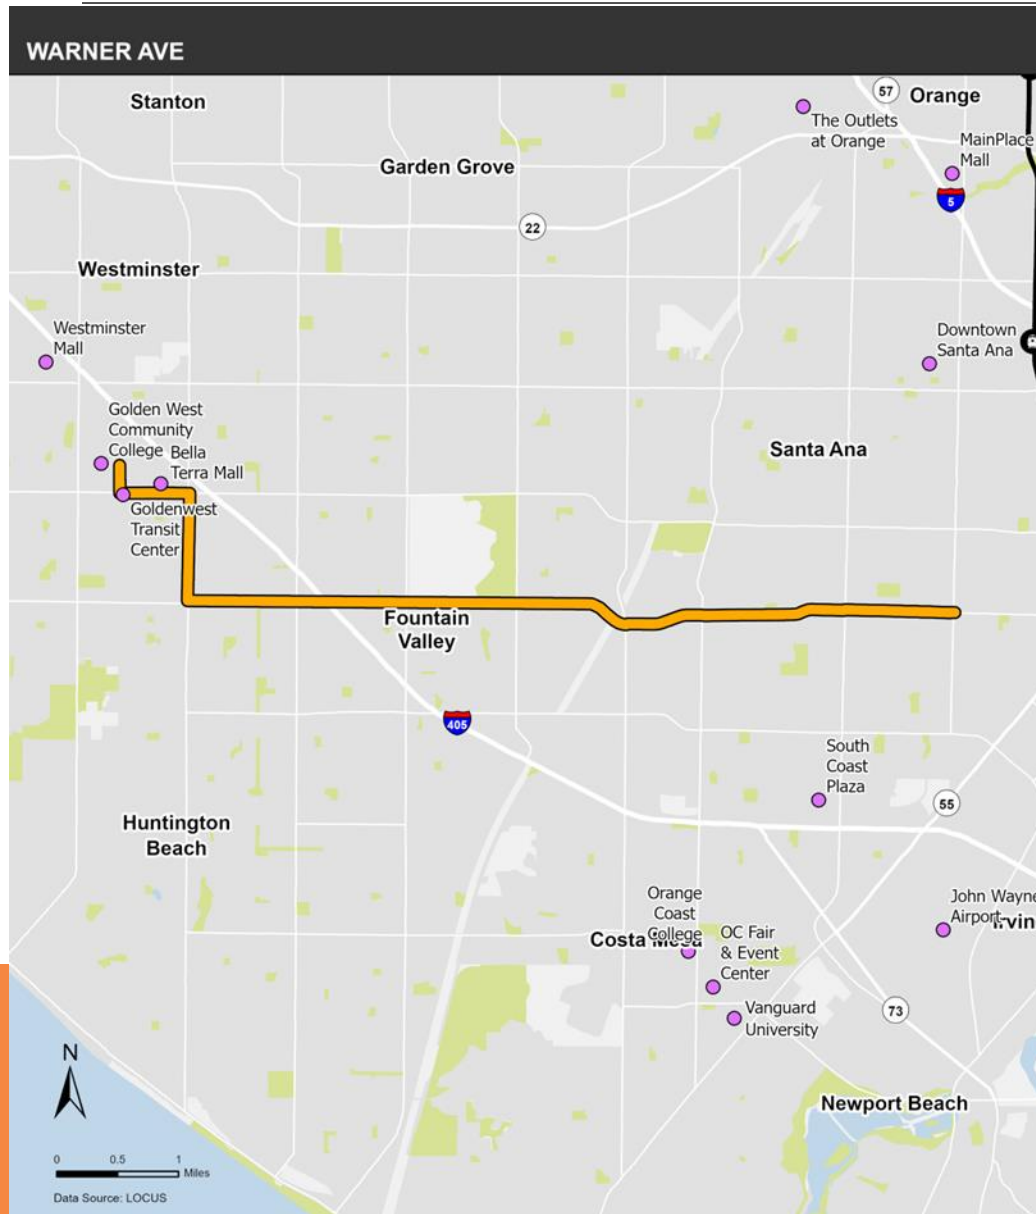 WARNER AVE
Stanton
57
Orange
The Outlets
at Orange
MainPlace
Mall
Garden Grove
5
22
Westminster
Westminster
Mall
Downtown
Santa Ana
Golden West
Community
College
Bella
Terra Mall
Santa Ana
Goldenwest
Transit
Center
Fountain
Valley
405
South
Coast
Plaza
55
Huntington
Beach
Orange
Coast
College
Costa Mesa
OC Fair
& Event
Center
John Wayne
Airport
Irvin
Vanguard
University
73
N
Newport Beach
0 0.5 1
Miles
Data Source: LOCUS